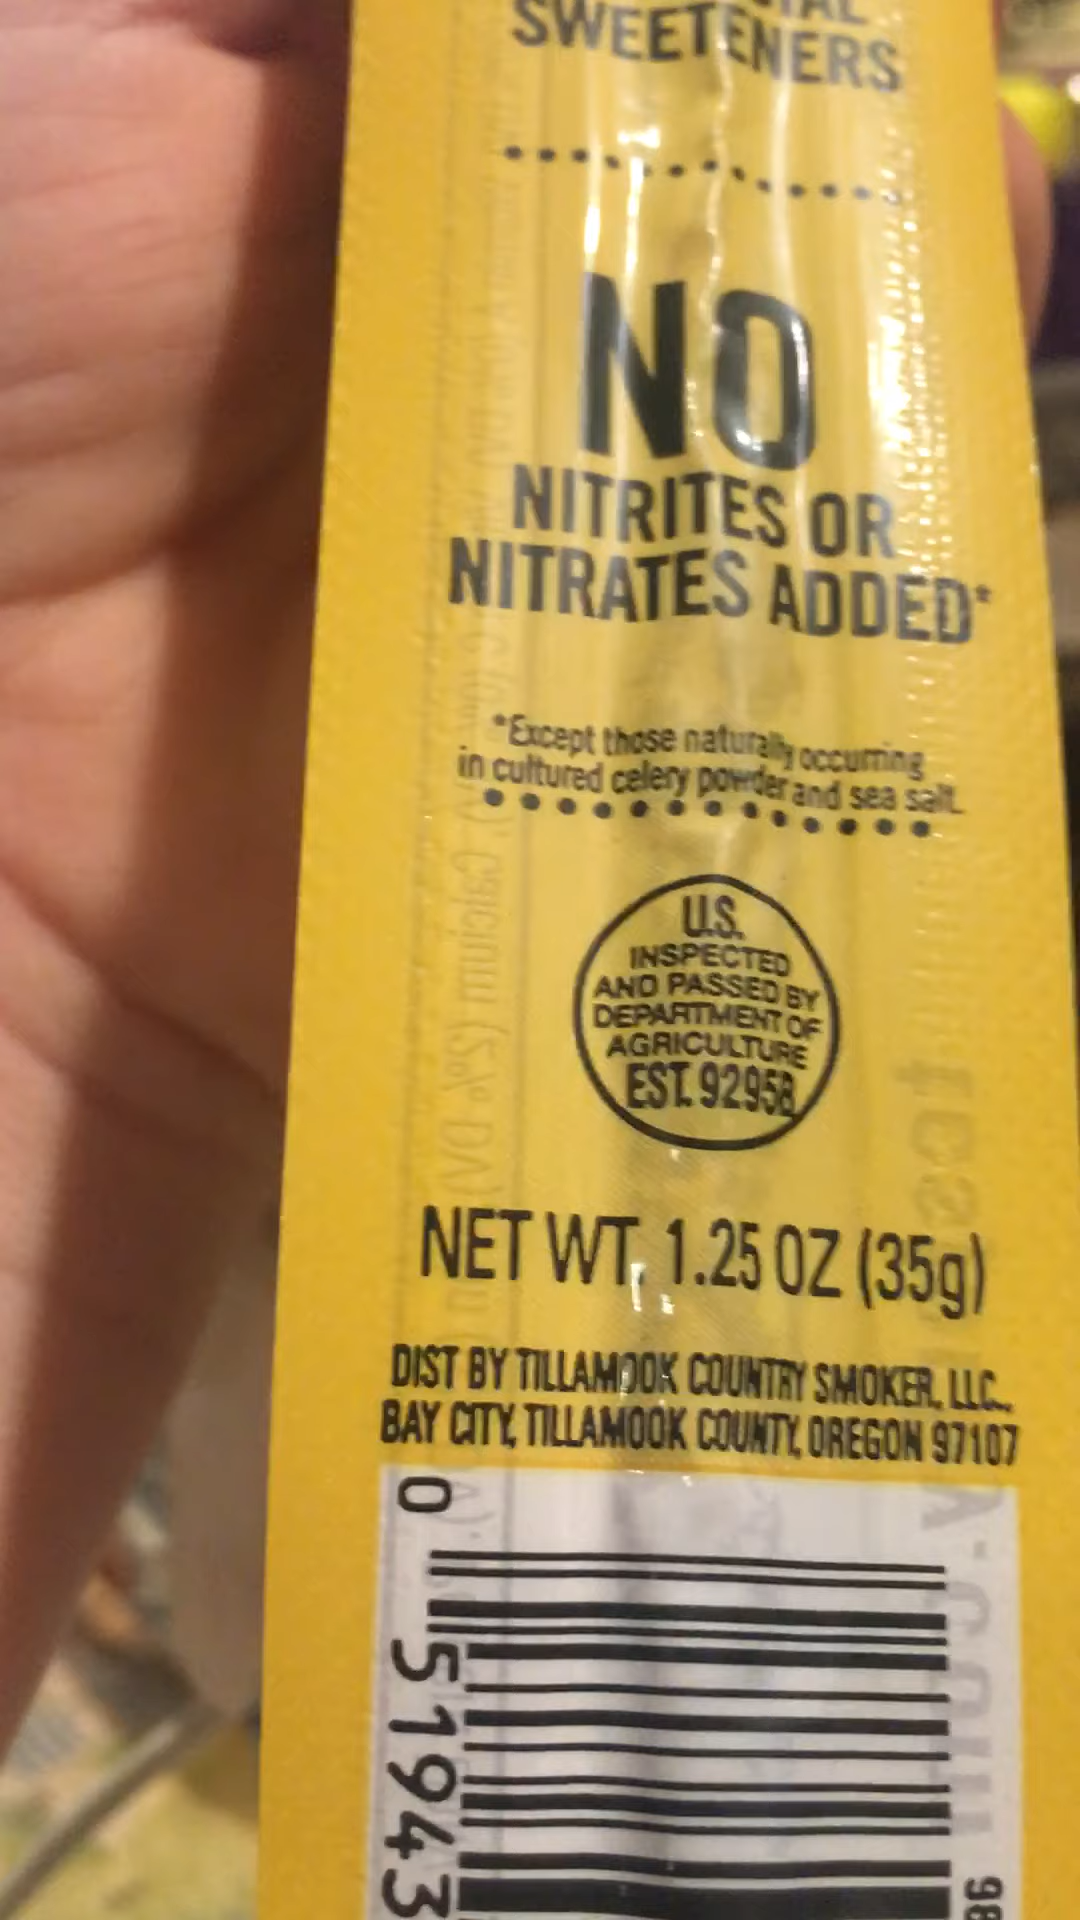 SWEETENERS
NO
NITRITES OR
NITRATES ADDED*
*Except those naturally occurring
in cultured celery powder and sea salt.
U.S.
INSPECTED
AND PASSED BY
DEPARTMENT OF
AGRICULTURE
EST. 92958
NET WT. 1.25 OZ (35g)
DIST BY TILLAMOOK COUNTRY SMOKER, LLC.
BAY CITY, TILLAMOOK COUNTY, OREGON 97107
0 51943
98